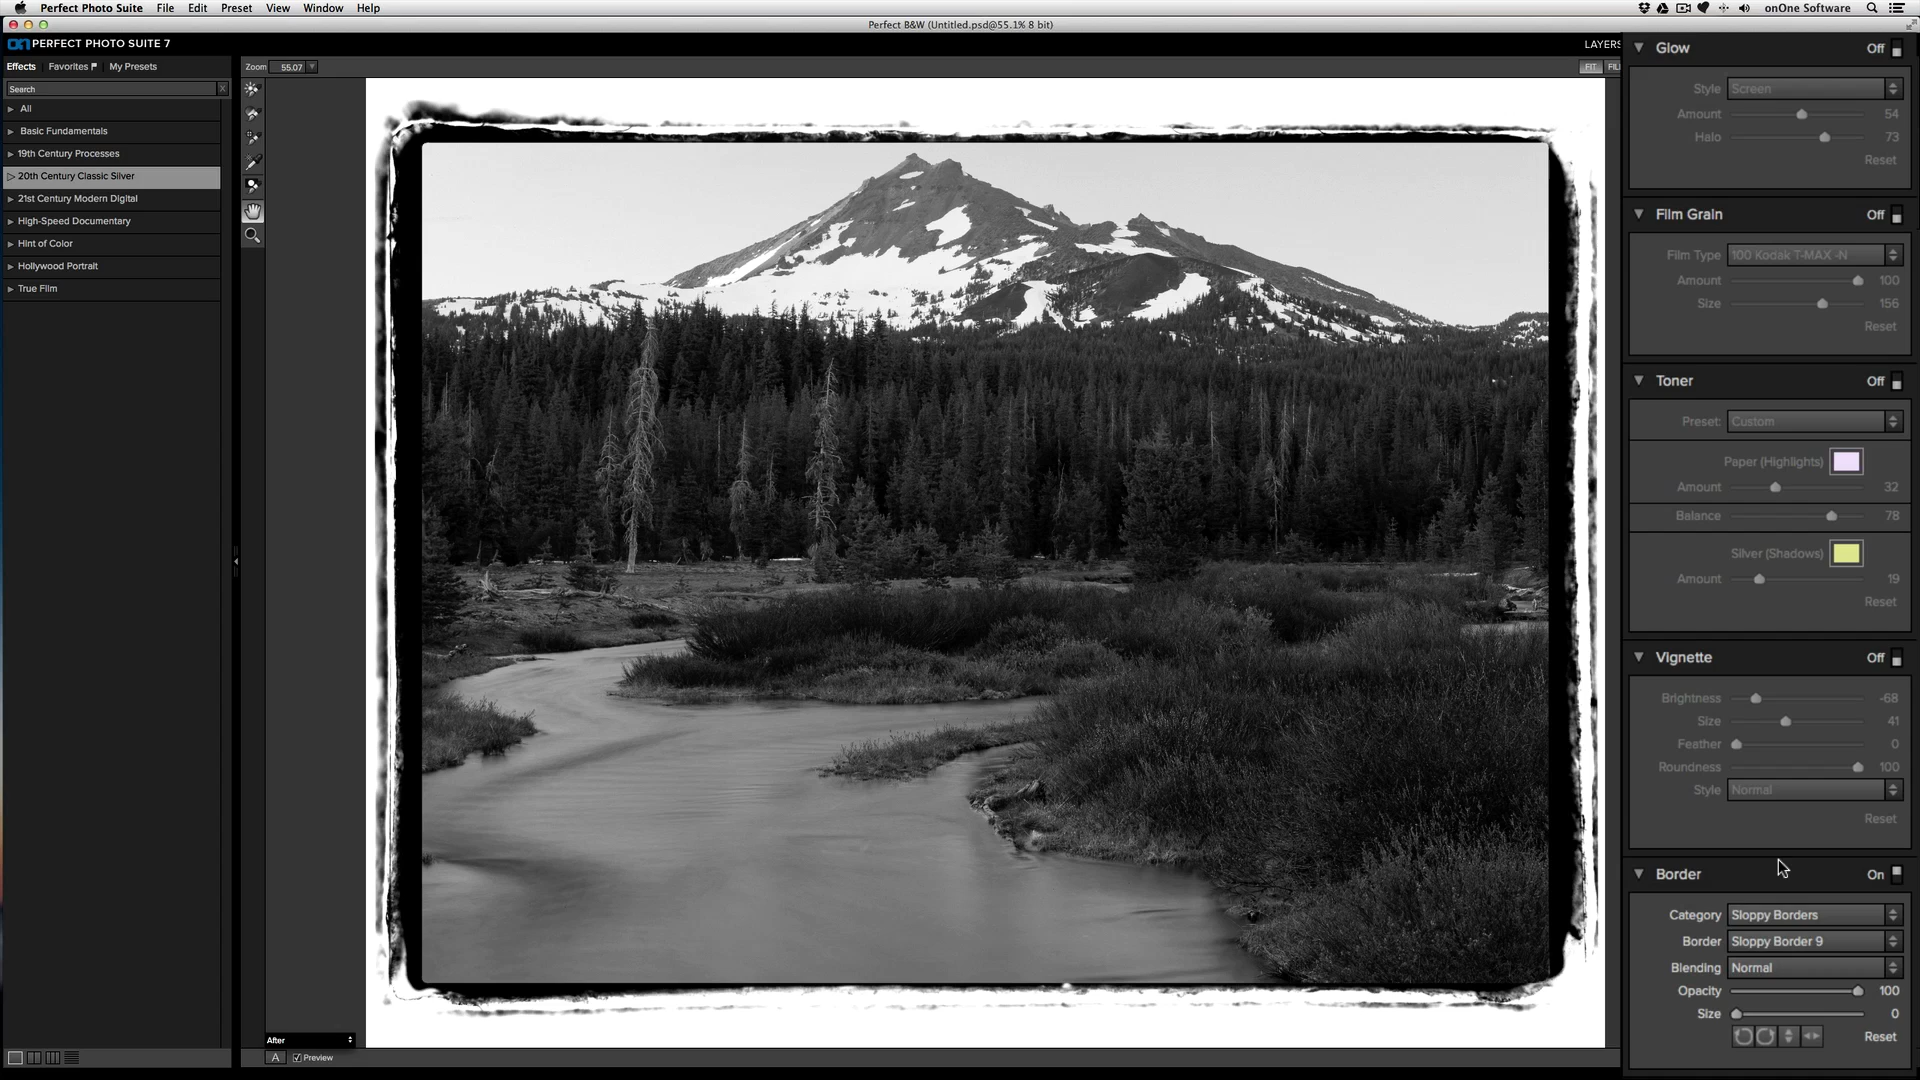 Perfect Photo Suite File Edit Preset View Window Help onOne Software
Perfect B&W (Untitled.psd@55.1% 8 bit)
on PERFECT PHOTO SUITE 7
LAYERS
Effects Favorites My Presets
Search X
All
Basic Fundamentals
19th Century Processes
20th Century Classic Silver
21st Century Modern Digital
High-Speed Documentary
Hint of Color
Hollywood Portrait
True Film
Zoom 55.07
FIT FILL
Glow Off
Style Screen
Amount 54
Halo 73
Reset
Film Grain Off
Film Type 100 Kodak T-MAX -N
Amount 100
Size 156
Reset
Toner Off
Preset: Custom
Paper (Highlights)
Amount 32
Balance 78
Silver (Shadows)
Amount 19
Reset
Vignette Off
Brightness -68
Size 41
Feather 0
Roundness 100
Style Normal
Reset
Border On
Category Sloppy Borders
Border Sloppy Border 9
Blending Normal
Opacity 100
Size 0
Reset
After
A Preview